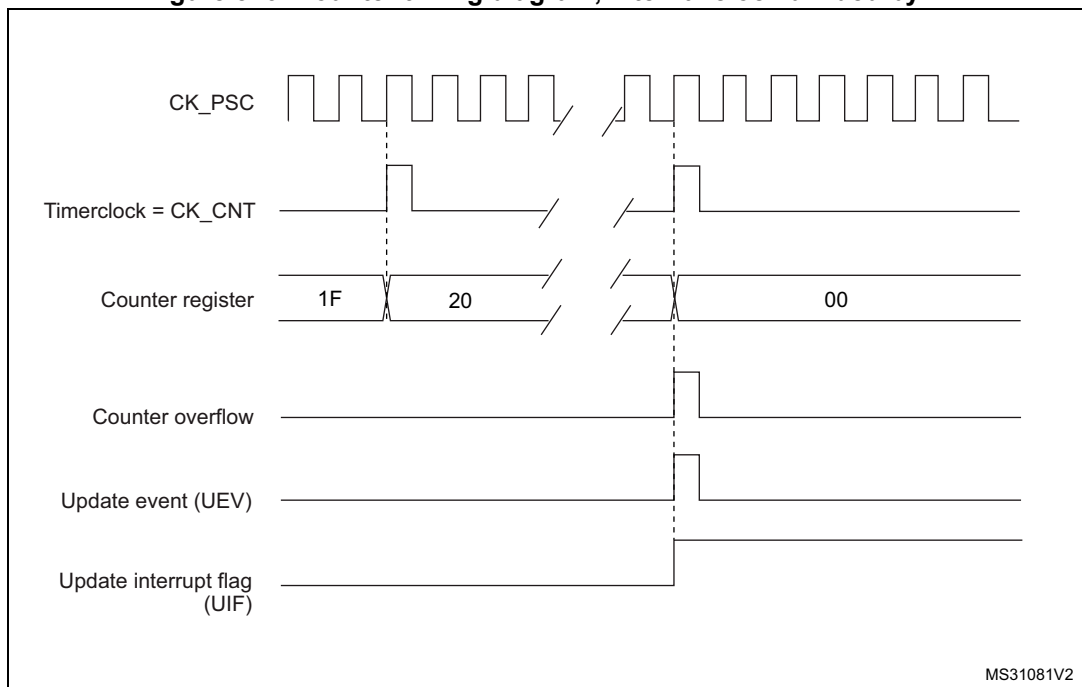 CK_PSC
Timerclock = CK_CNT
Counter register
1F
20
00
Counter overflow
Update event (UEV)
Update interrupt flag
(UIF)
MS31081V2